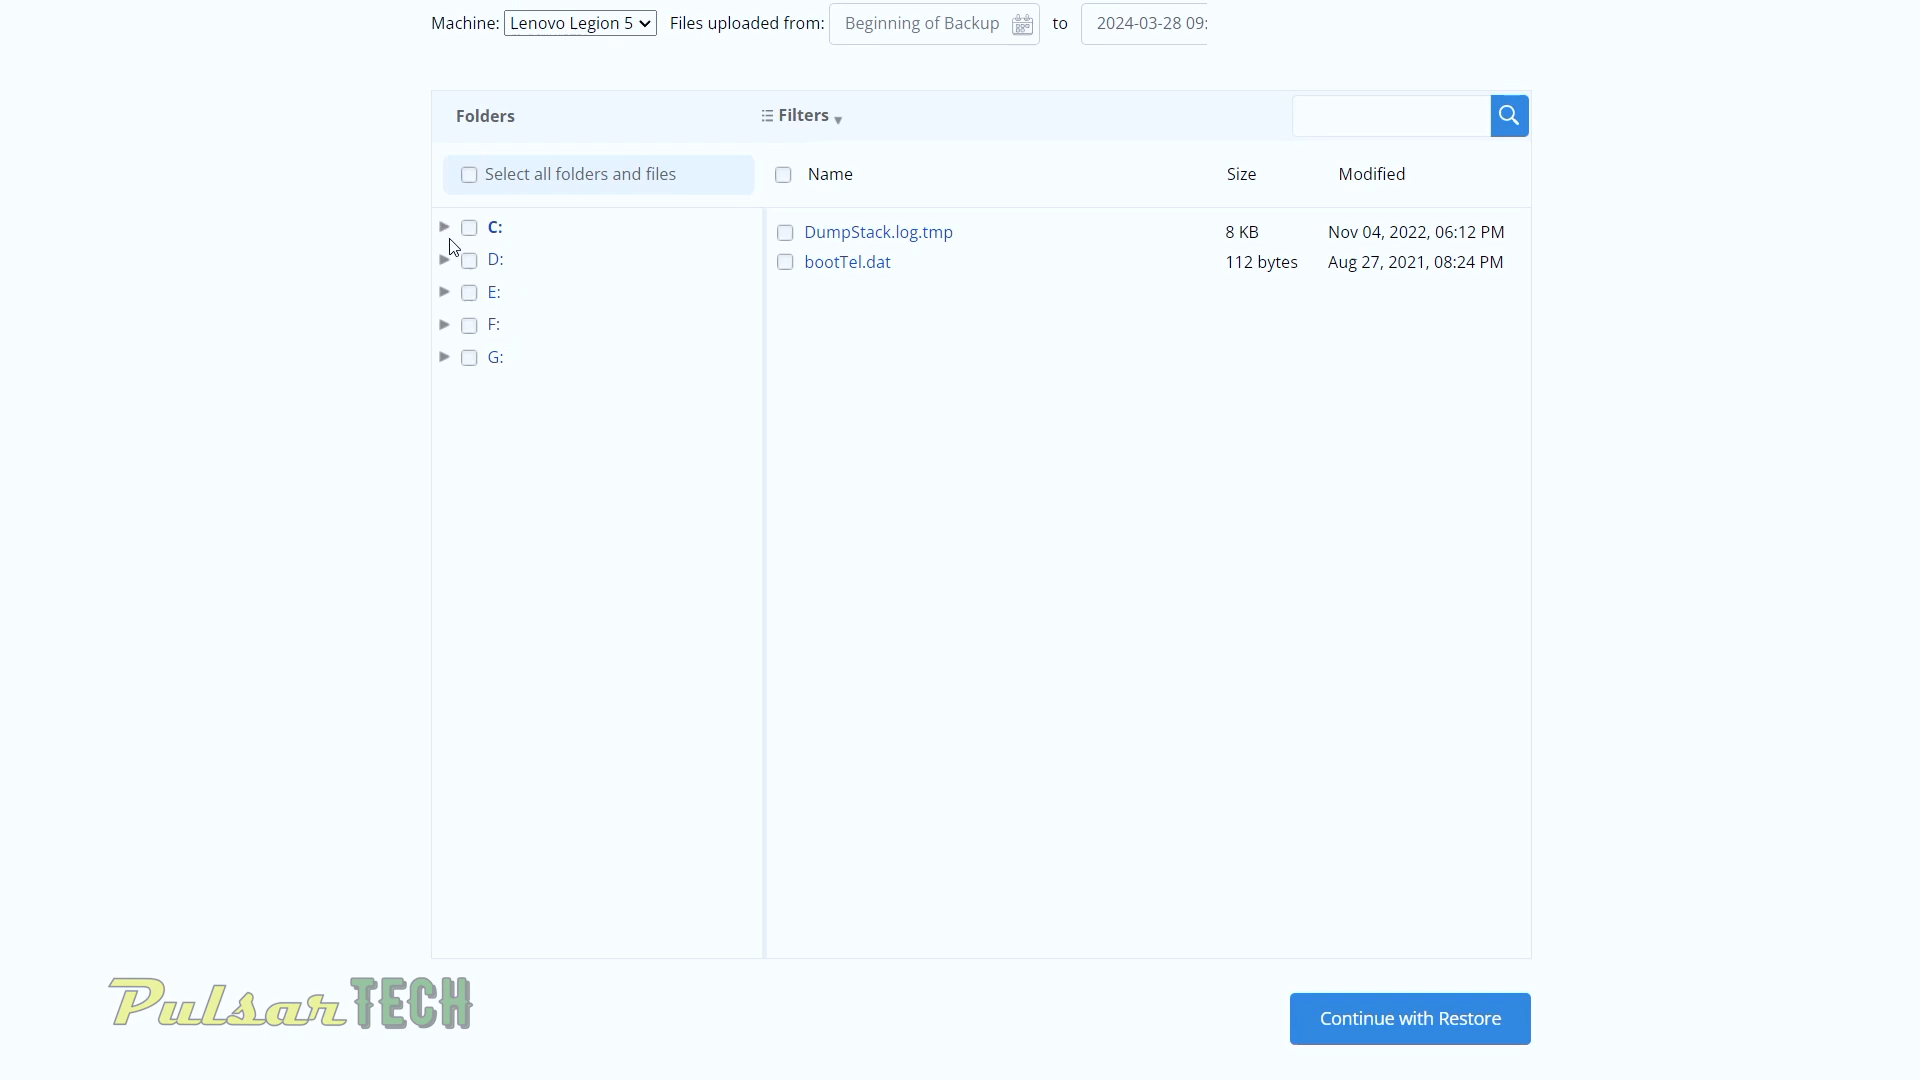 Machine: Lenovo Legion 5 Files uploaded from: Beginning of Backup to 2024-03-28 09:
Folders Filters
Select all folders and files Name Size Modified
C: DumpStack.log.tmp 8 KB Nov 04, 2022, 06:12 PM
D: bootTel.dat 112 bytes Aug 27, 2021, 08:24 PM
E:
F:
G:
Pulsar TECH
Continue with Restore